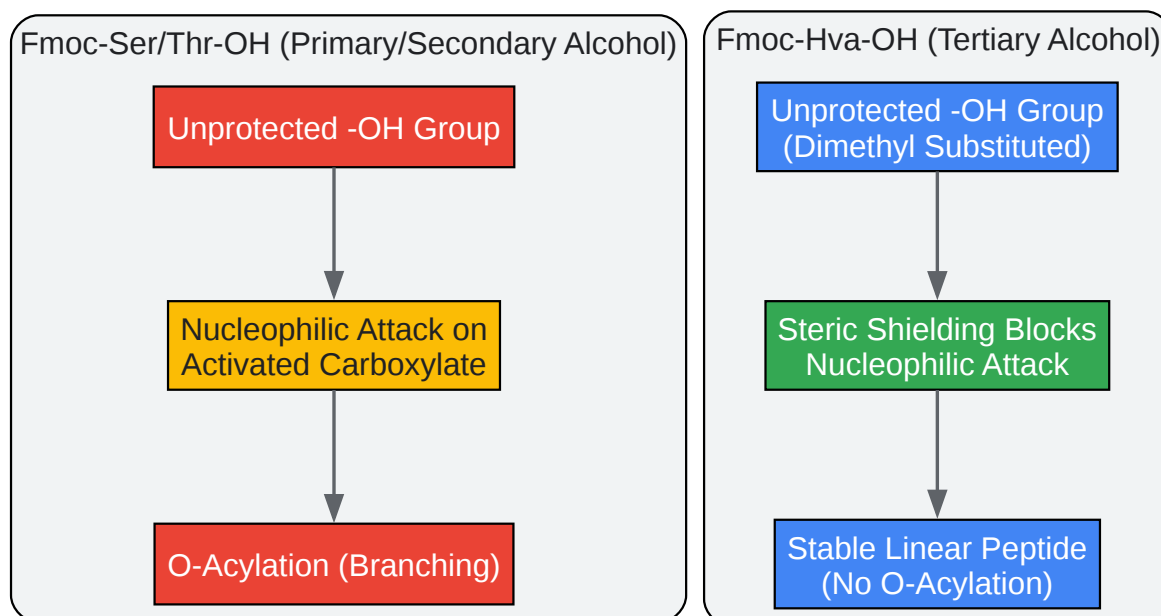 Fmoc-Ser/Thr-OH (Primary/Secondary Alcohol)
Unprotected -OH Group
Nucleophilic Attack on
Activated Carboxylate
O-Acylation (Branching)
Fmoc-Hva-OH (Tertiary Alcohol)
Unprotected -OH Group
(Dimethyl Substituted)
Steric Shielding Blocks
Nucleophilic Attack
Stable Linear Peptide
(No O-Acylation)